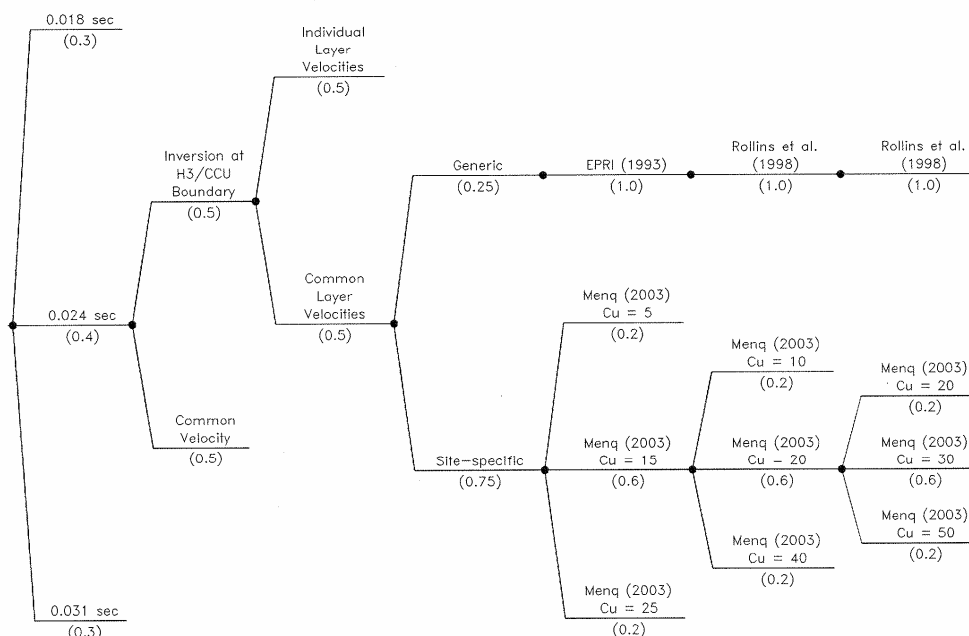 0.018 sec
(0.3)
0.024 sec
(0.4)
0.031 sec
(0.3)
Inversion at
H3/CCU
Boundary
(0.5)
Common
Velocity
(0.5)
Individual
Layer
Velocities
(0.5)
Common
Layer
Velocities
(0.5)
Generic
(0.25)
Site-specific
(0.75)
EPRI (1993)
(1.0)
Menq (2003)
Cu = 5
(0.2)
Menq (2003)
Cu = 15
(0.6)
Menq (2003)
Cu = 25
(0.2)
Rollins et al.
(1998)
(1.0)
Menq (2003)
Cu = 10
(0.2)
Menq (2003)
Cu - 20
(0.6)
Menq (2003)
Cu = 40
(0.2)
Rollins et al.
(1998)
(1.0)
Menq (2003)
Cu = 20
(0.2)
Menq (2003)
Cu = 30
(0.6)
Menq (2003)
Cu = 50
(0.2)